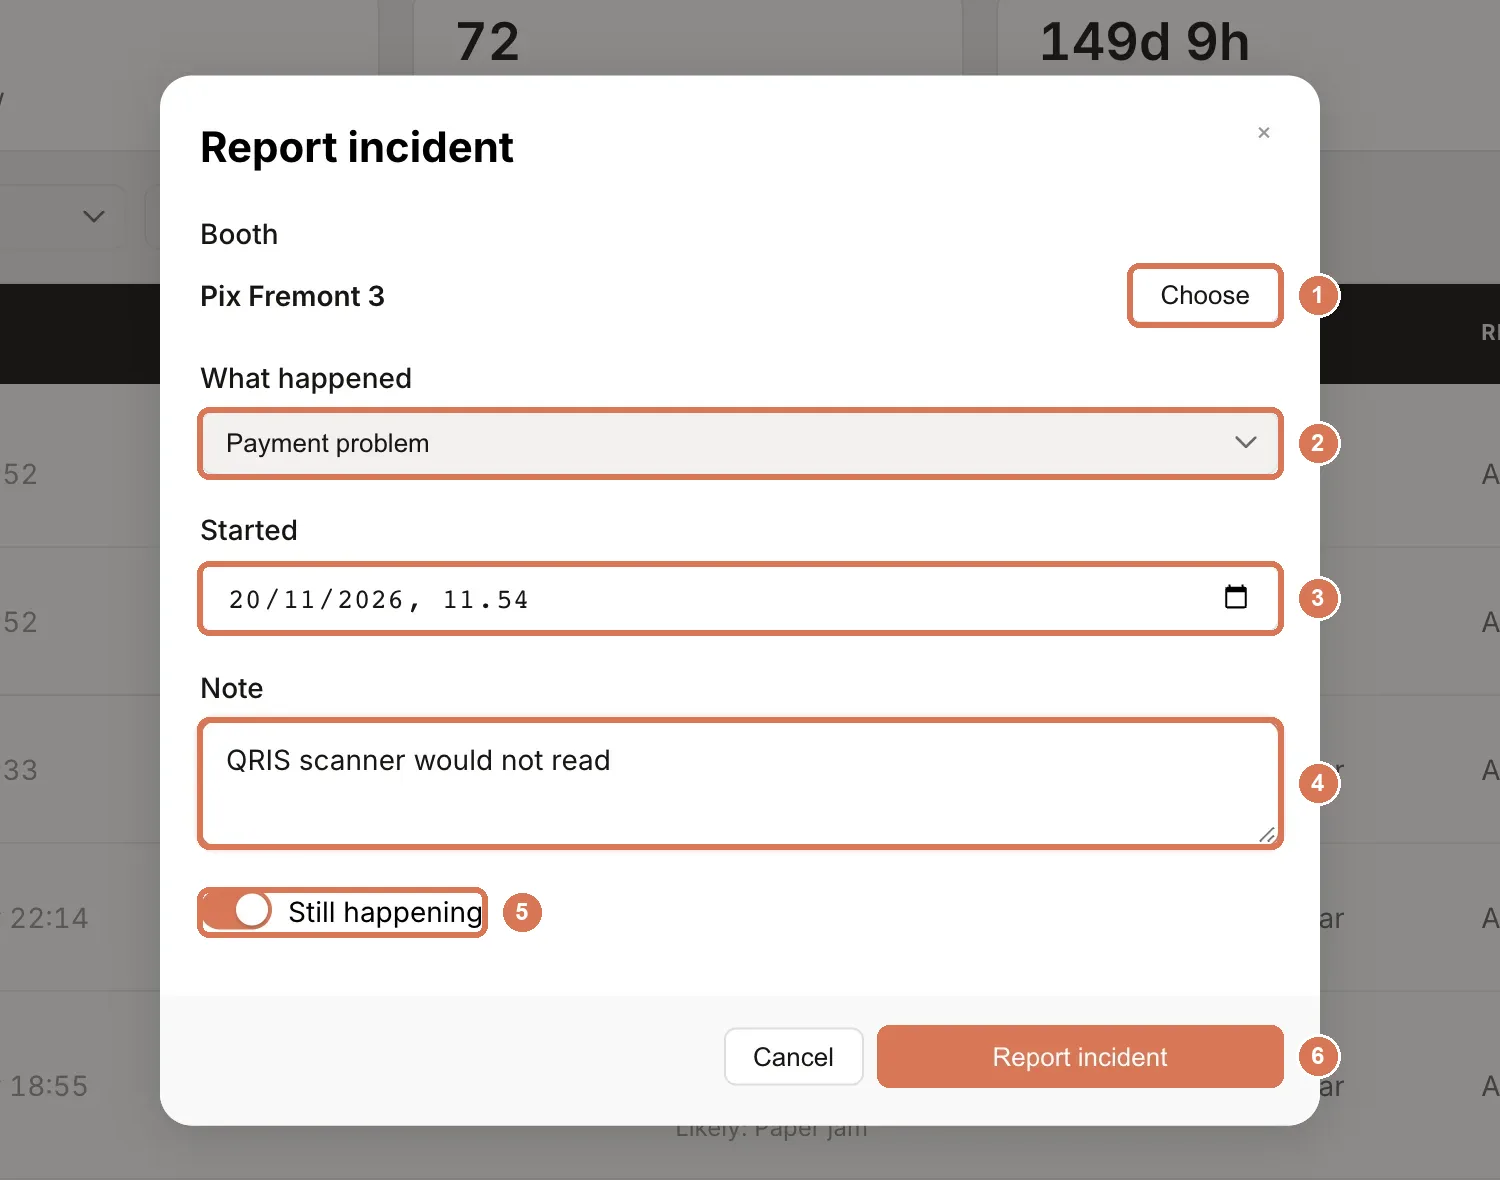 72
149d 9h
Report incident
×
Booth
Pix Fremont 3
Choose
1
What happened
Payment problem
2
Started
20/11/2026, 11.54
3
Note
QRIS scanner would not read
4
Still happening
5
Cancel
Report incident
6
52
52
33
22:14
18:55
ar
ar
Likely: Paper jam